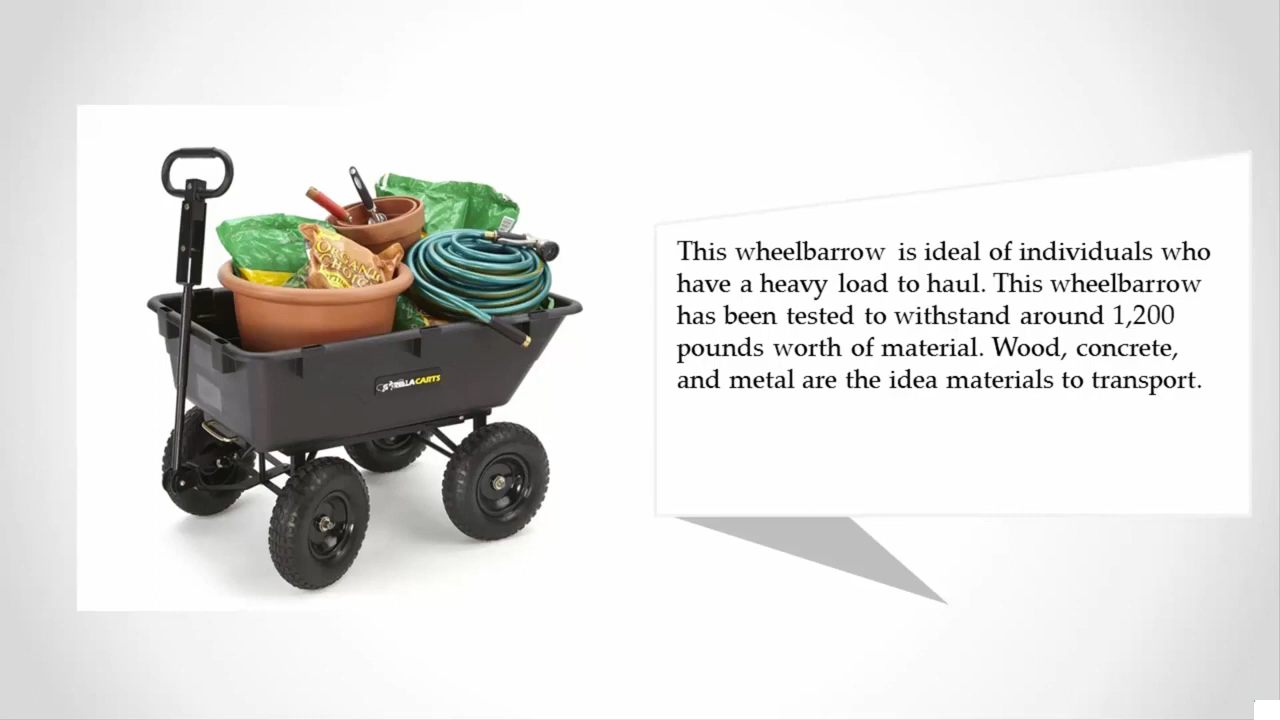 ORGANIC
CHOICE
GORILLA CARTS
This wheelbarrow is ideal of individuals who
have a heavy load to haul. This wheelbarrow
has been tested to withstand around 1,200
pounds worth of material. Wood, concrete,
and metal are the idea materials to transport.